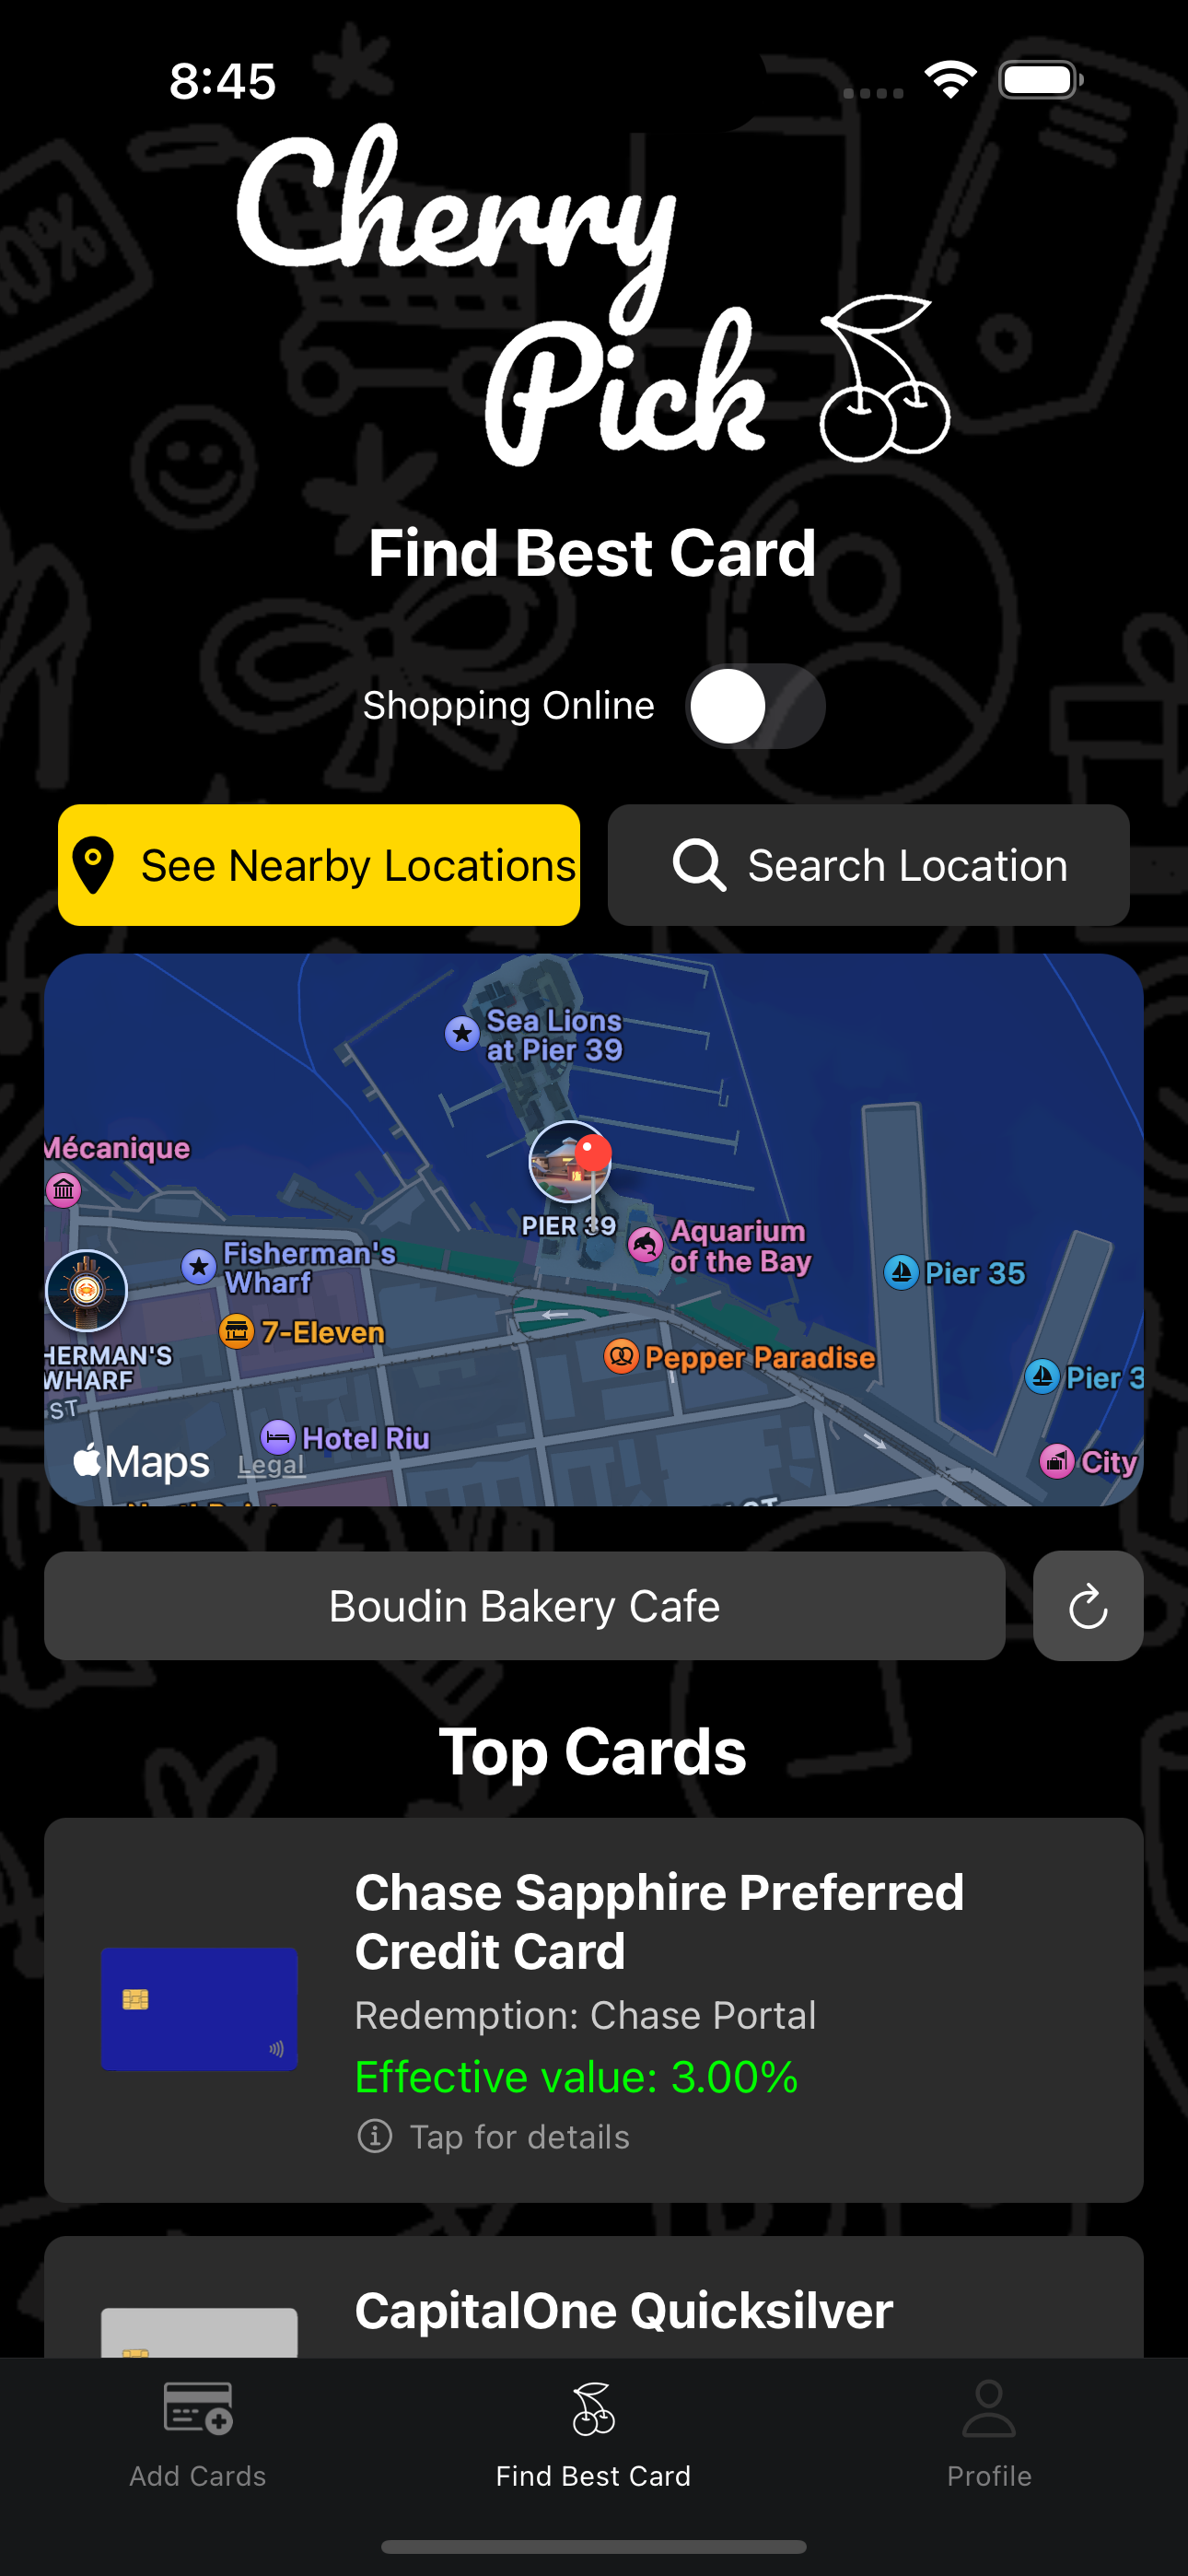 8:45
Cherry
Pick
Find Best Card
Shopping Online
See Nearby Locations
Search Location
Sea Lions
at Pier 39
Mécanique
PIER 39
Aquarium
of the Bay
Fisherman's
Wharf
Pier 35
7-Eleven
HERMAN'S
WHARF
Pepper Paradise
Pier 3
ST
Hotel Riu
Maps
Legal
City
ST
Boudin Bakery Cafe
Top Cards
Chase Sapphire Preferred
Credit Card
Redemption: Chase Portal
Effective value: 3.00%
Tap for details
CapitalOne Quicksilver
Add Cards
Find Best Card
Profile